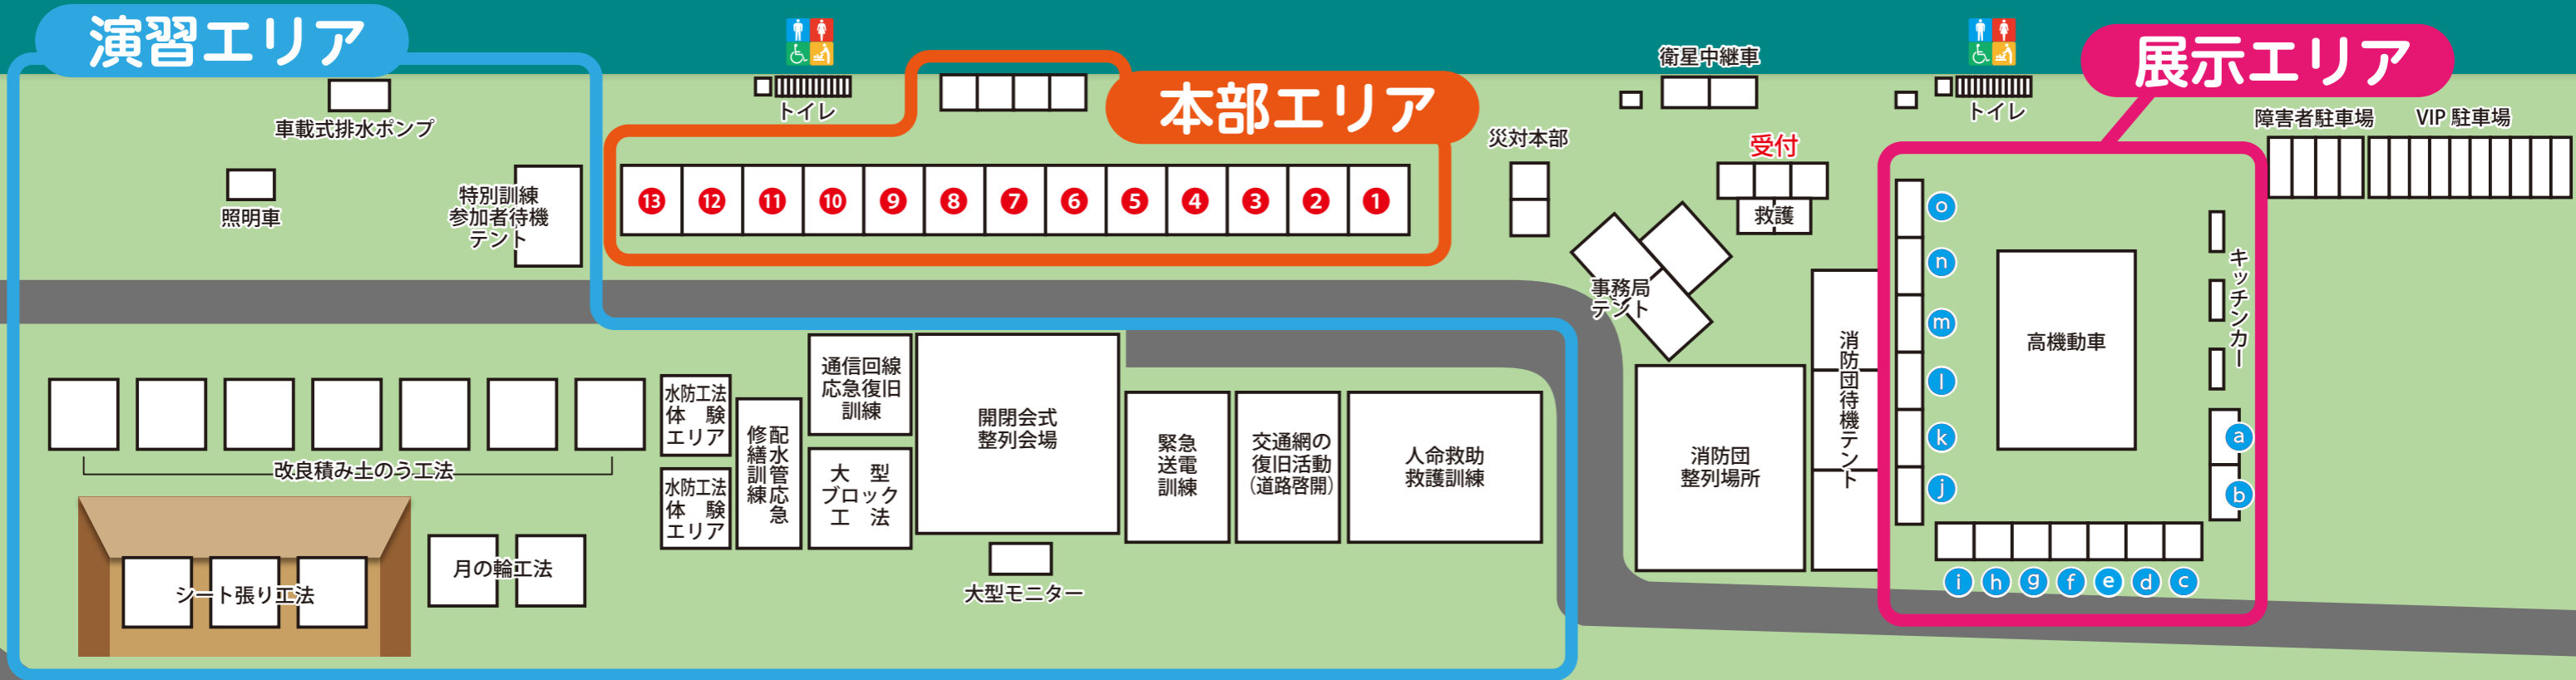 演習エリア
本部エリア
展示エリア
車載式排水ポンプ
照明車
特別訓練
参加者待機
テント
トイレ
⓭ ⓬ ⓫ ❿ ❾ ❽ ❼ ❻ ❺ ❹ ❸ ❷ ❶
災対本部
衛星中継車
受付
救護
事務局
テント
トイレ
障害者駐車場
VIP 駐車場
改良積み土のう工法
シート張り工法
月の輪工法
水防工法
体 験
エリア
水防工法
体 験
エリア
配水管応急
修繕訓練
通信回線
応急復旧
訓練
大 型
ブロック
工 法
開閉会式
整列会場
大型モニター
緊急
送電
訓練
交通網の
復旧活動
（道路啓開）
人命救助
救護訓練
消防団
整列場所
消防団待機テント
o
n
m
l
k
j
i h g f e d c
高機動車
キッチンカー
a
b